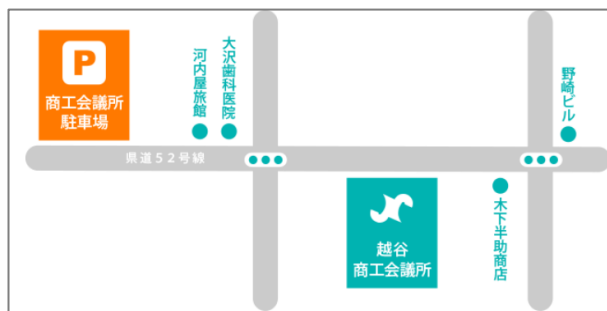 P
商工会議所
駐車場
河内屋旅館
大沢歯科医院
野崎ビル
県道52号線
越谷
商工会議所
木下半助商店